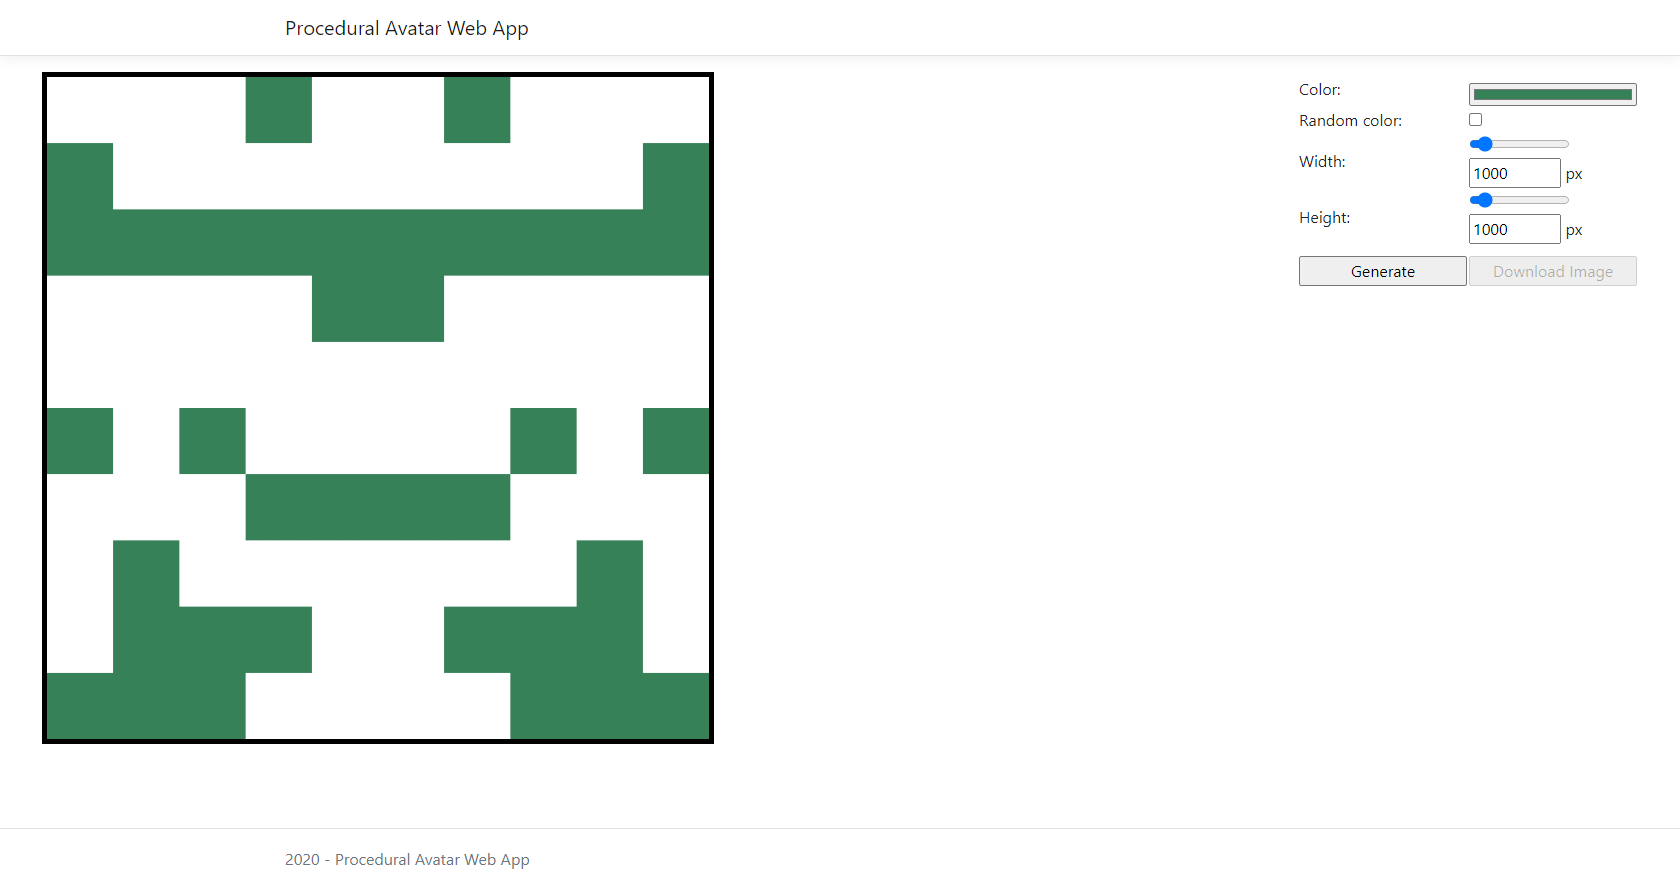 Procedural Avatar Web App
Color:
Random color:
Width:
1000 px
Height:
1000 px
Generate Download Image
2020 - Procedural Avatar Web App